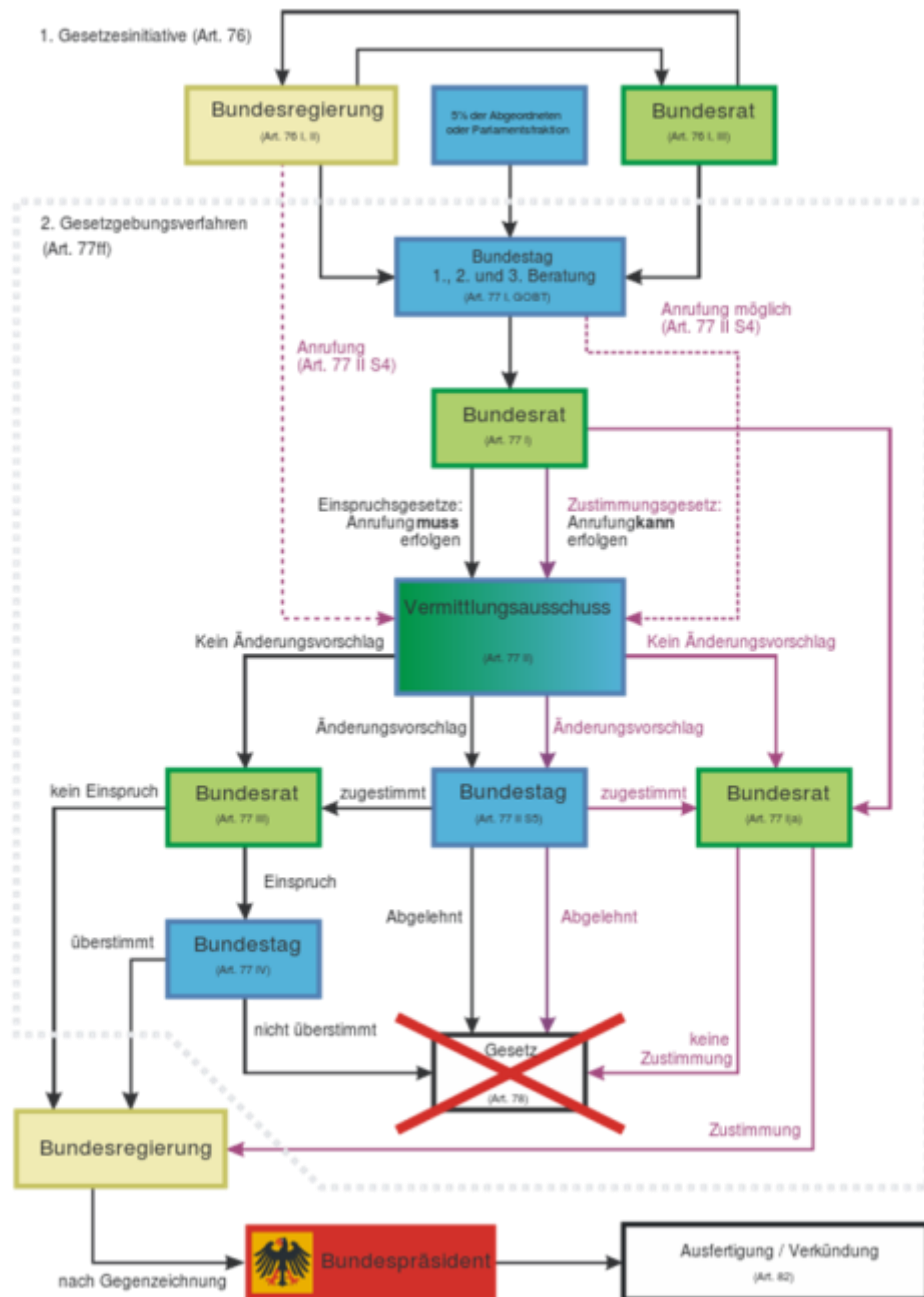 1. Gesetzesinitiative (Art. 76)
Bundesregierung
(Art. 76 I, II)
5% der Abgeordneten
oder Parlamentsfraktion
Bundesrat
(Art. 76 I, III)
2. Gesetzgebungsverfahren
(Art. 77ff)
Bundestag
1., 2. und 3. Beratung
(Art. 77 I, GOBT)
Anrufung
(Art. 77 II S4)
Anrufung möglich
(Art. 77 II S4)
Bundesrat
(Art. 77 I)
Einspruchsgesetze:
Anrufung muss
erfolgen
Zustimmungsgesetz:
Anrufung kann
erfolgen
Vermittlungsausschuss
(Art. 77 II)
Kein Änderungsvorschlag
Kein Änderungsvorschlag
Änderungsvorschlag
Änderungsvorschlag
kein Einspruch
Bundesrat
(Art. 77 III)
zugestimmt
Bundestag
(Art. 77 II S5)
zugestimmt
Bundesrat
(Art. 77 I(a)
Einspruch
Abgelehnt
Abgelehnt
überstimmt
Bundestag
(Art. 77 IV)
nicht überstimmt
Gesetz
(Art. 78)
keine
Zustimmung
Bundesregierung
Zustimmung
nach Gegenzeichnung
Bundespräsident
Ausfertigung / Verkündung
(Art. 82)